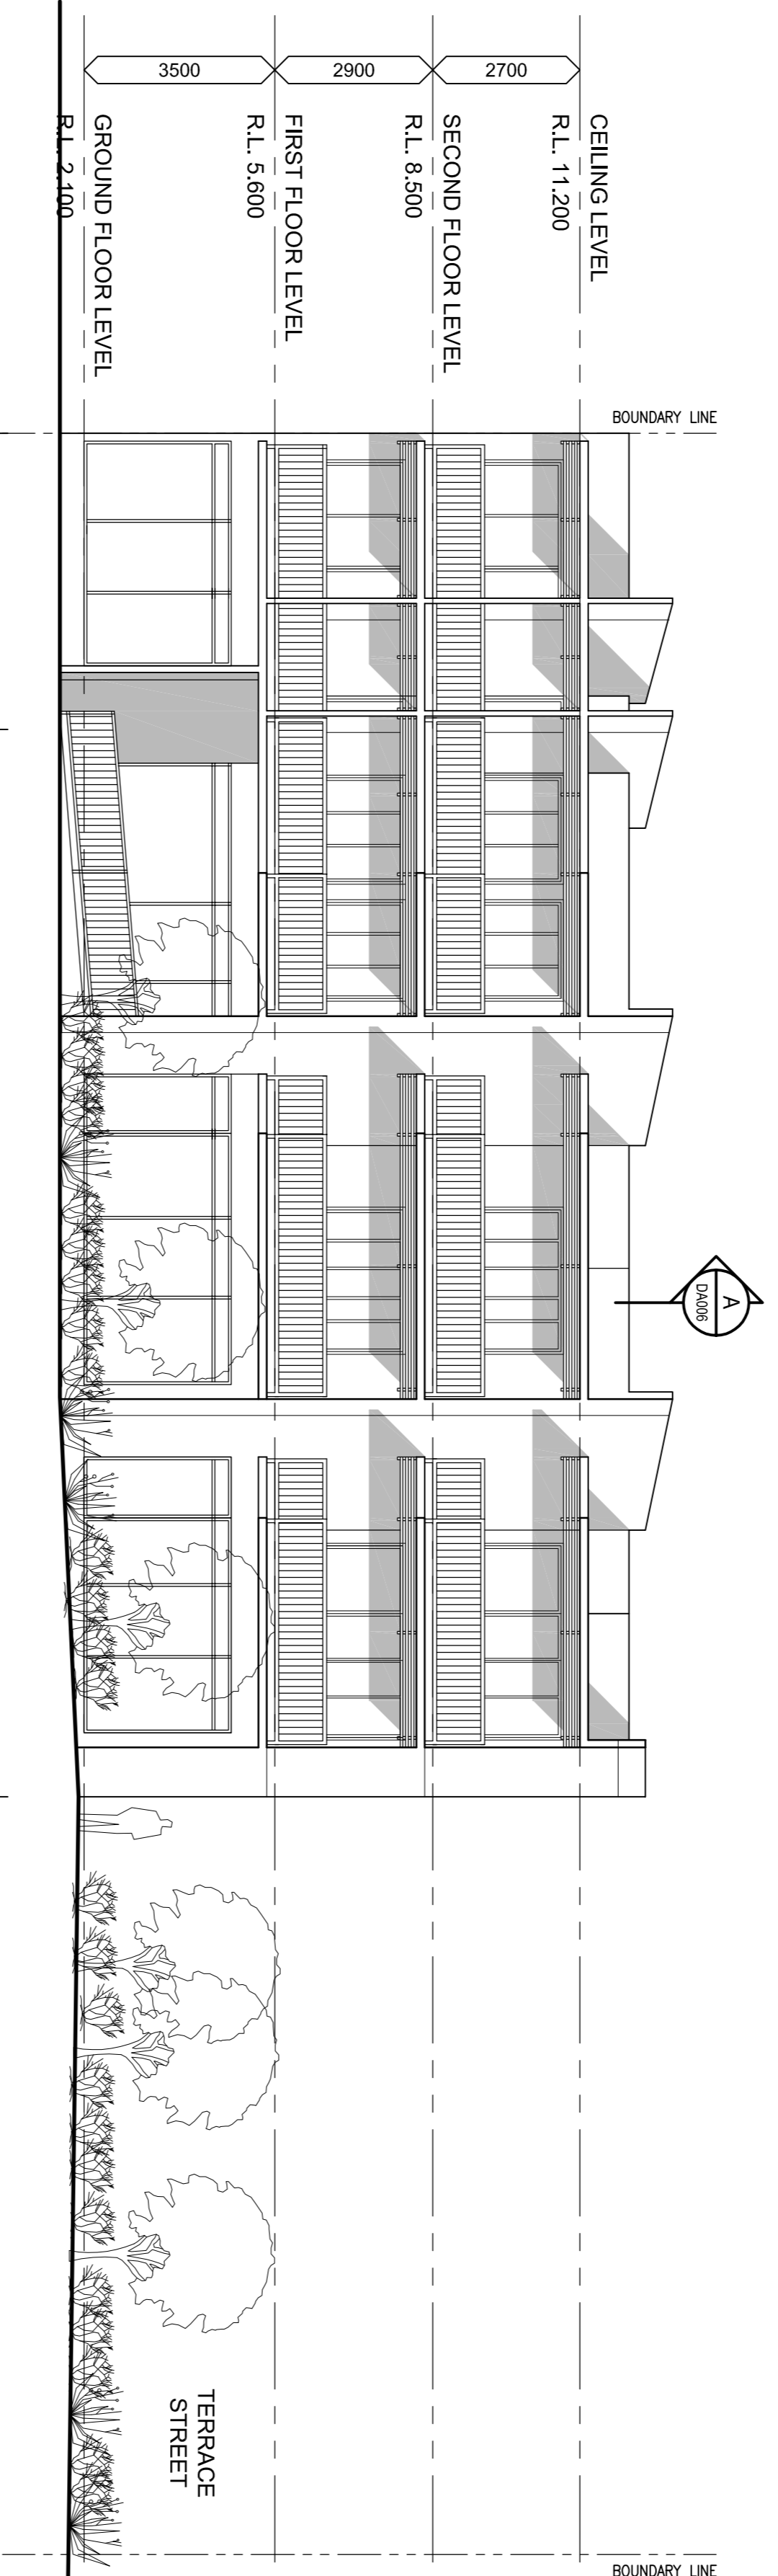 3500
2900
2700
CEILING LEVEL
R.L. 11.200
SECOND FLOOR LEVEL
R.L. 8.500
FIRST FLOOR LEVEL
R.L. 5.600
GROUND FLOOR LEVEL
R.L. 2.100
BOUNDARY LINE
A
DA006
TERRACE
STREET
BOUNDARY LINE